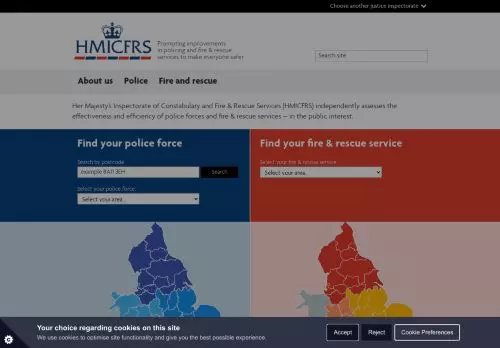 Choose another justice inspectorate
HMICFRS
Promoting improvements
in policing and fire & rescue
services to make everyone safer
Search site
About us Police Fire and rescue
Her Majesty's Inspectorate of Constabulary and Fire & Rescue Services (HMICFRS) independently assesses the
effectiveness and efficiency of police forces and fire & rescue services – in the public interest.
Find your police force
Search by postcode
example BA11 3EH
Search
Select your police force
Select your area...
Find your fire & rescue service
Select your fire & rescue service
Select your area...
Your choice regarding cookies on this site
We use cookies to optimise site functionality and give you the best possible experience.
Accept
Reject
Cookie Preferences